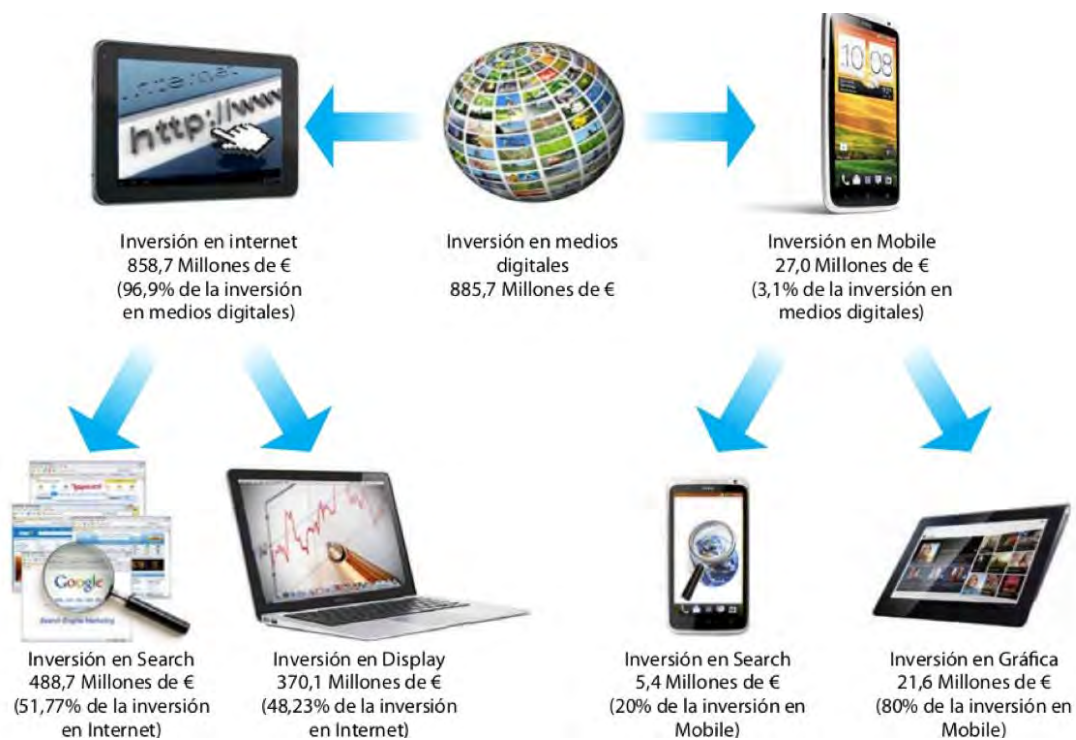 internet
http://www
10:08
Inversión en internet
858,7 Millones de €
(96,9% de la inversión
en medios digitales)
Inversión en medios
digitales
885,7 Millones de €
Inversión en Mobile
27,0 Millones de €
(3,1% de la inversión en
medios digitales)
Google
Search Engine Marketing
Inversión en Search
488,7 Millones de €
(51,77% de la inversión
en Internet)
Inversión en Display
370,1 Millones de €
(48,23% de la inversión
en Internet)
Inversión en Search
5,4 Millones de €
(20% de la inversión en
Mobile)
Inversión en Gráfica
21,6 Millones de €
(80% de la inversión en
Mobile)